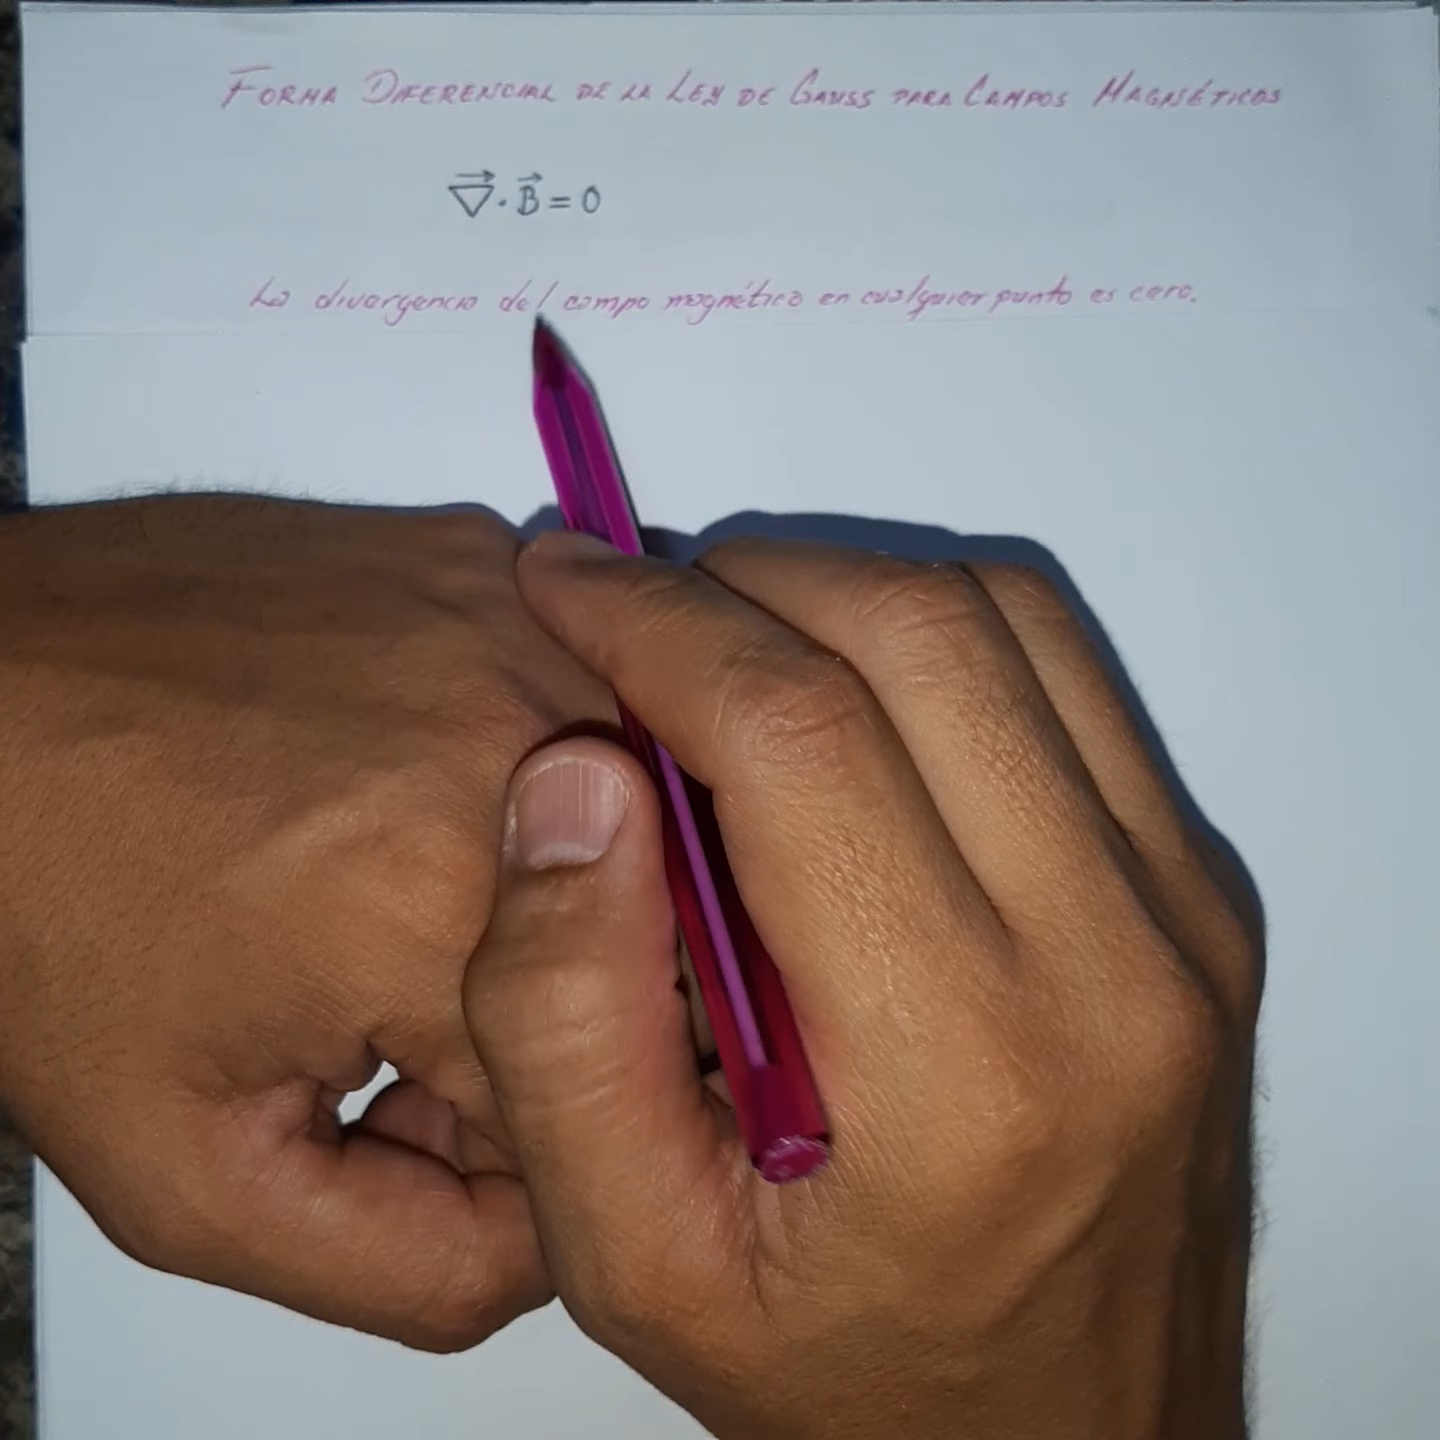 FORMA DIFERENCIAL DE LA LEY DE GAUSS PARA CAMPOS MAGNÉTICOS
∇⃗ · B⃗ = 0
La divergencia del campo magnético en cualquier punto es cero.